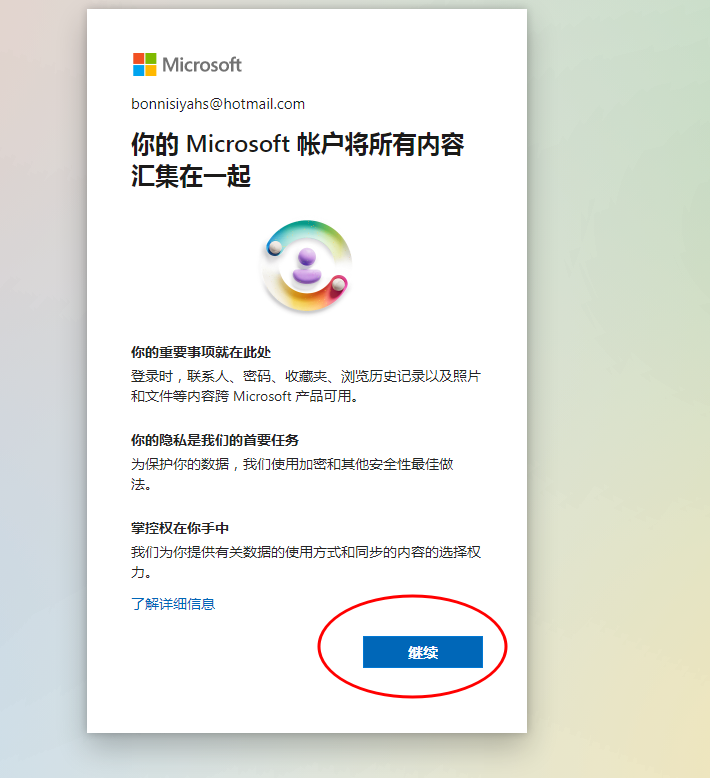 Microsoft
bonnisiyahs@hotmail.com
你的 Microsoft 帐户将所有内容
汇集在一起
你的重要事项就在此处
登录时，联系人、密码、收藏夹、浏览历史记录以及照片
和文件等内容跨 Microsoft 产品可用。
你的隐私是我们的首要任务
为保护你的数据，我们使用加密和其他安全性最佳做
法。
掌控权在你手中
我们为你提供有关数据的使用方式和同步的内容的选择权
力。
了解详细信息
继续